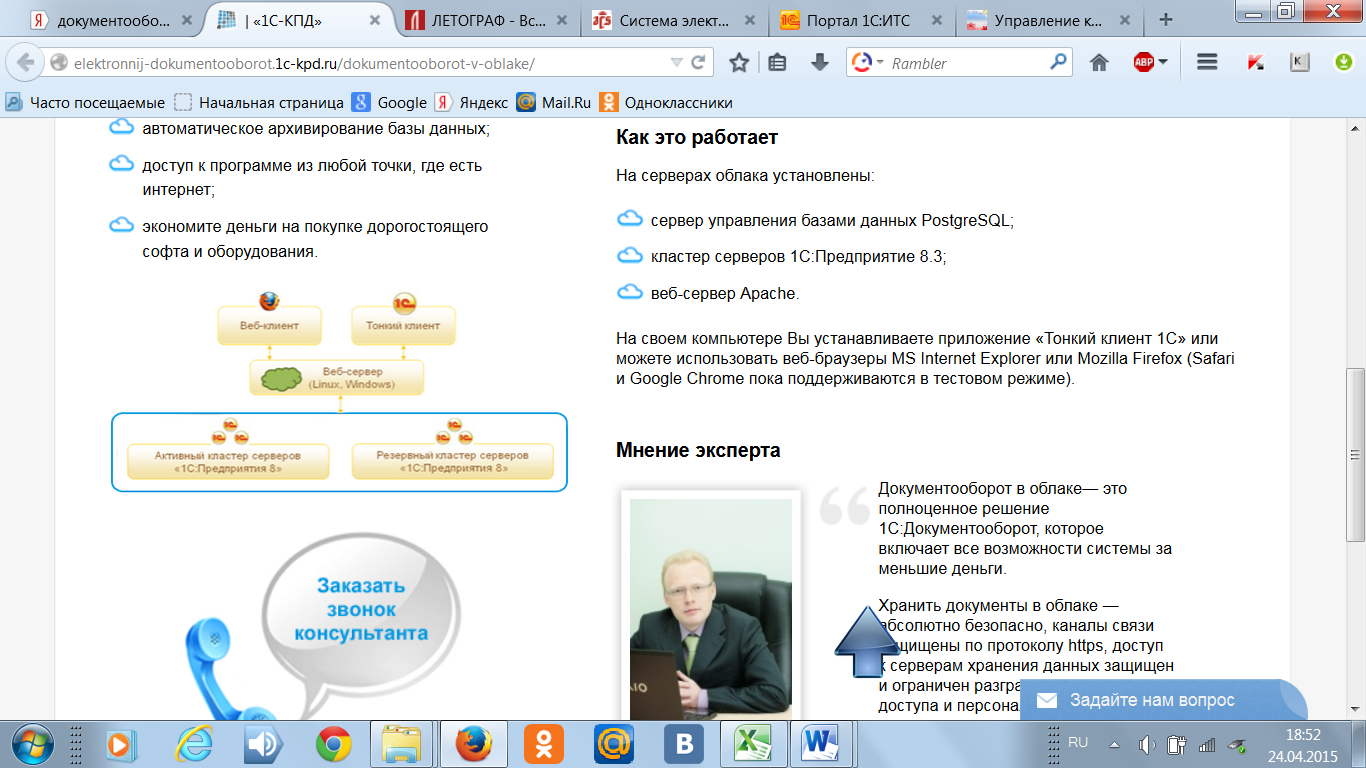 документообо...
| «1С-КПД»
ЛЕТОГРАФ - Вс...
Система элект...
Портал 1С:ИТС
Управление к...
elektronnij-dokumentooborot.1c-kpd.ru/dokumentooborot-v-oblake/
Rambler
ABP
Часто посещаемые
Начальная страница
Google
Яндекс
Mail.Ru
Одноклассники
автоматическое архивирование базы данных;
доступ к программе из любой точки, где есть
интернет;
экономите деньги на покупке дорогостоящего
софта и оборудования.
Веб-клиент
Тонкий клиент
Веб-сервер
(Linux, Windows)
Активный кластер серверов
«1С:Предприятия 8»
Резервный кластер серверов
«1С:Предприятия 8»
Заказать
звонок
консультанта
Как это работает
На серверах облака установлены:
сервер управления базами данных PostgreSQL;
кластер серверов 1С:Предприятие 8.3;
веб-сервер Apache.
На своем компьютере Вы устанавливаете приложение «Тонкий клиент 1С» или
можете использовать веб-браузеры MS Internet Explorer или Mozilla Firefox (Safari
и Google Chrome пока поддерживаются в тестовом режиме).
Мнение эксперта
Документооборот в облаке— это
полноценное решение
1С:Документооборот, которое
включает все возможности системы за
меньшие деньги.
Хранить документы в облаке —
абсолютно безопасно, каналы связи
защищены по протоколу https, доступ
к серверам хранения данных защищен
и ограничен разгра
доступа и персона
Задайте нам вопрос
RU
18:52
24.04.2015